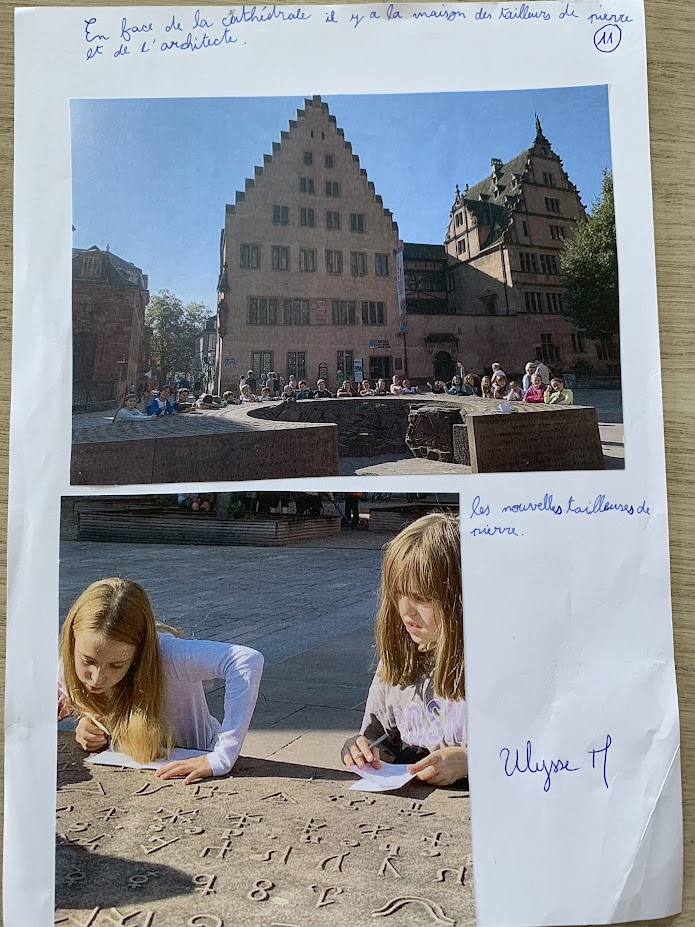 En face de la cathédrale il y a la maison des tailleurs de pierre
et de l'architecte.
11
les nouvelles tailleuses de
pierre.
Ulysse M